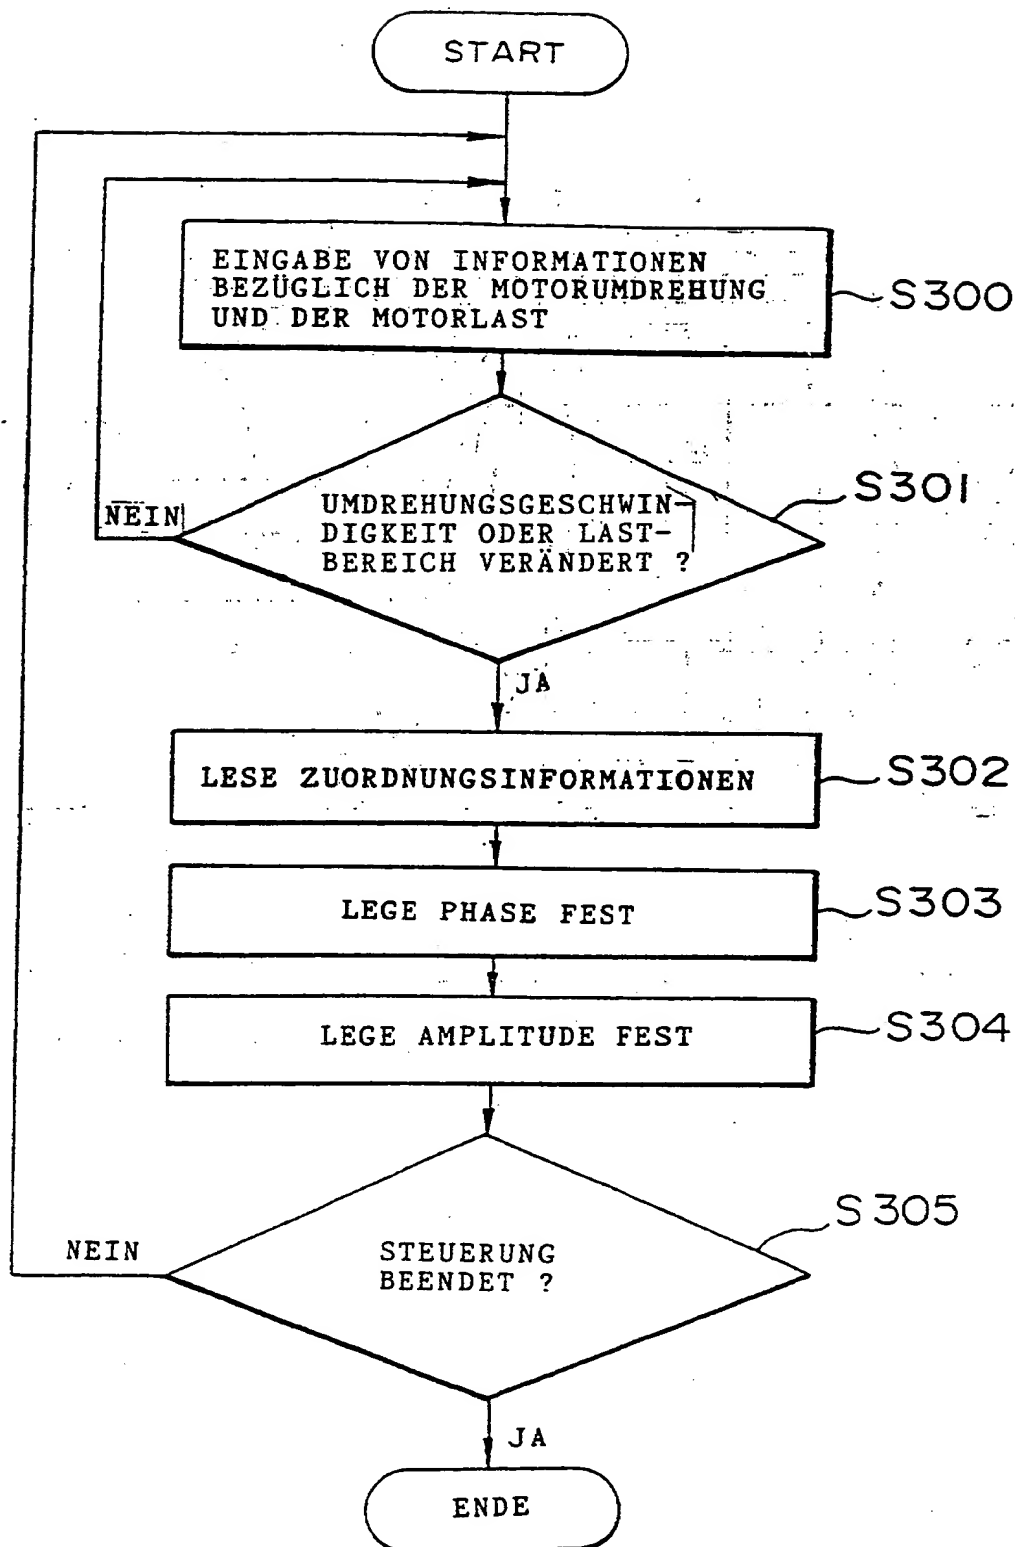 START
EINGABE VON INFORMATIONEN
BEZÜGLICH DER MOTORUMDREHUNG
UND DER MOTORLAST
S300
UMDREHUNGSGESCHWIN-
DIGKEIT ODER LAST-
BEREICH VERÄNDERT ?
S301
NEIN
JA
LESE ZUORDNUNGSINFORMATIONEN
S302
LEGE PHASE FEST
S303
LEGE AMPLITUDE FEST
S304
STEUERUNG
BEENDET ?
S305
NEIN
JA
ENDE